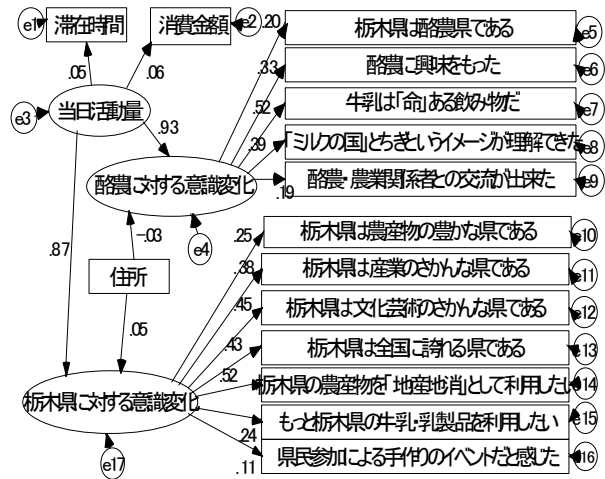 e1
滞在時間
消費金額
e2
.20
栃木県は酪農県である
e5
.05
.06
.33
酪農に興味をもった
e6
e3
当日活動量
.52
牛乳は「命」ある飲み物だ
e7
.93
.39
「ミルクの国」とちぎというイメージが理解できた
e8
酪農に対する意識変化
.19
酪農・農業関係者との交流が出来た
e9
-.03
e4
.25
栃木県は農産物の豊かな県である
e10
.87
.38
栃木県は産業のさかんな県である
e11
住所
.45
栃木県は文化芸術のさかんな県である
e12
.05
.43
栃木県は全国に誇れる県である
e13
.52
栃木県の農産物を「地産地消」として利用したい
e14
栃木県に対する意識変化
もっと栃木県の牛乳・乳製品を利用したい
e15
.24
e17
.11
県民参加による手作りのイベントだと感じた
e16